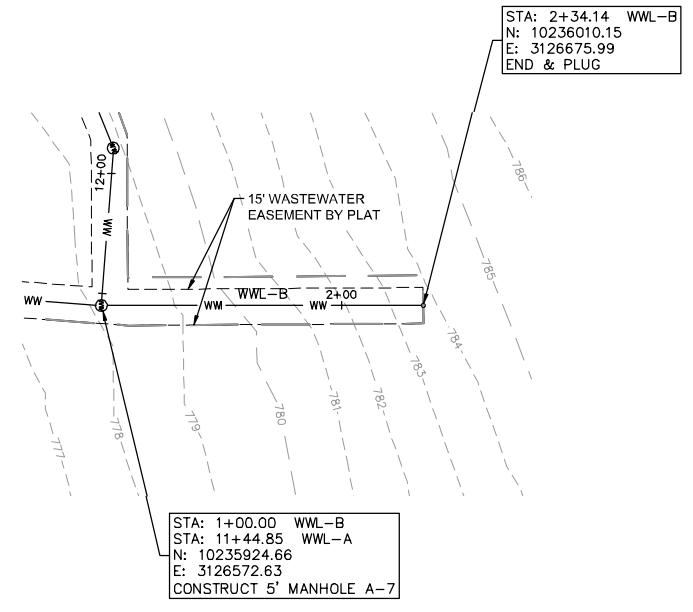 STA: 2+34.14 WWL-B
N: 10236010.15
E: 3126675.99
END & PLUG
786
12+00
15' WASTEWATER
EASEMENT BY PLAT
WW
785
WWL-B
2+00
WW
WW
WW
WW
WW
784
783
782
781
780
779
778
777
STA: 1+00.00 WWL-B
STA: 11+44.85 WWL-A
N: 10235924.66
E: 3126572.63
CONSTRUCT 5' MANHOLE A-7